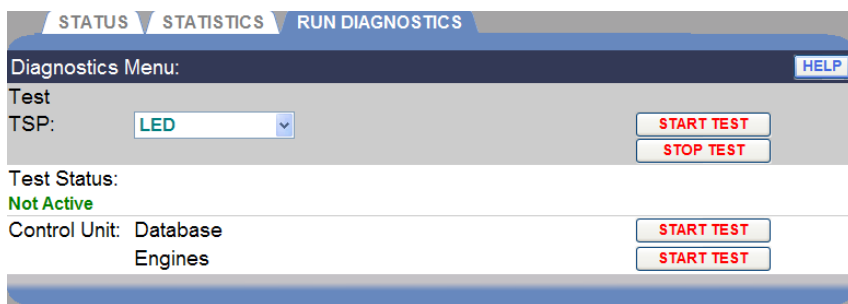 STATUS STATISTICS RUN DIAGNOSTICS
Diagnostics Menu: HELP
Test
TSP: LED START TEST
STOP TEST
Test Status:
Not Active
Control Unit: Database START TEST
Engines START TEST